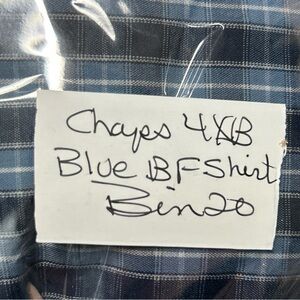 Chaps 4XB
Blue BF Shirt
Bin 20